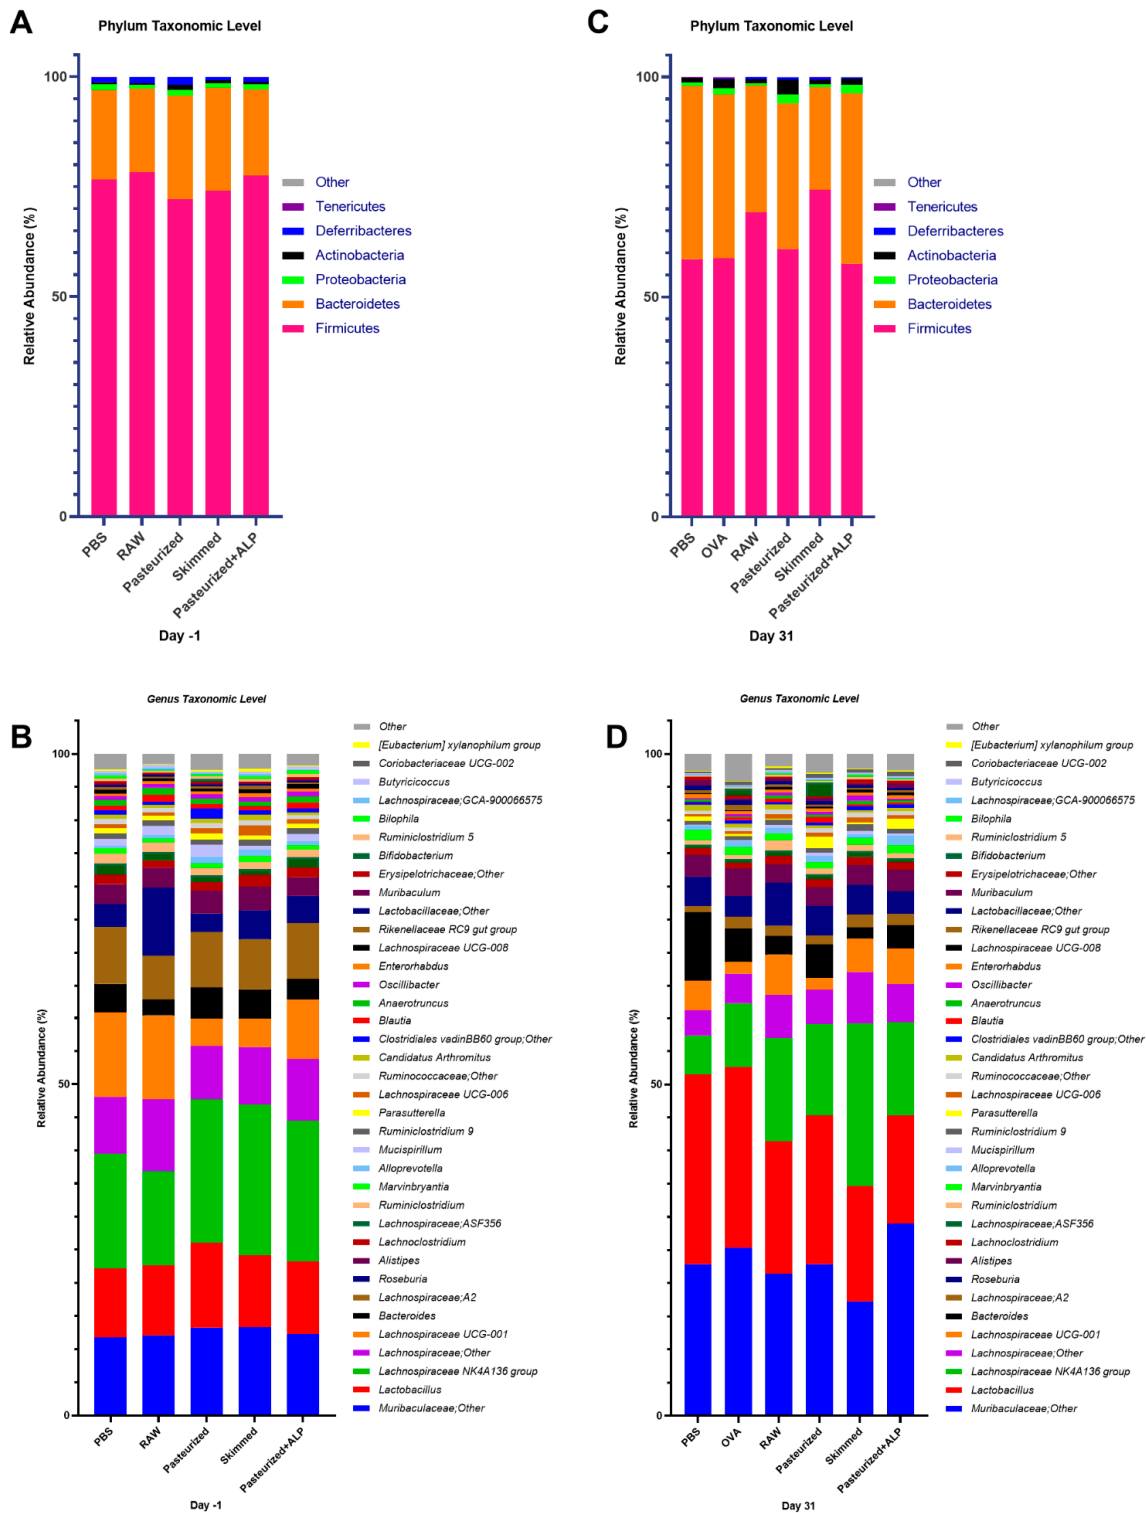 A
Phylum Taxonomic Level
Relative Abundance (%)
100
50
0
PBS
RAW
Pasteurized
Skimmed
Pasteurized+ALP
Day -1
Other
Tenericutes
Deferribacteres
Actinobacteria
Proteobacteria
Bacteroidetes
Firmicutes
C
Phylum Taxonomic Level
Relative Abundance (%)
100
50
0
PBS
OVA
RAW
Pasteurized
Skimmed
Pasteurized+ALP
Day 31
Other
Tenericutes
Deferribacteres
Actinobacteria
Proteobacteria
Bacteroidetes
Firmicutes
B
Genus Taxonomic Level
Relative Abundance (%)
100
50
0
PBS
RAW
Pasteurized
Skimmed
Pasteurized+ALP
Day -1
Other
[Eubacterium] xylanophilum group
Coriobacteriaceae UCG-002
Butyricicoccus
Lachnospiraceae;GCA-900066575
Bilophila
Ruminiclostridium 5
Bifidobacterium
Erysipelotrichaceae;Other
Muribaculum
Lactobacillaceae;Other
Rikenellaceae RC9 gut group
Lachnospiraceae UCG-008
Enterorhabdus
Oscillibacter
Anaerotruncus
Blautia
Clostridiales vadinBB60 group;Other
Candidatus Arthromitus
Ruminococcaceae;Other
Lachnospiraceae UCG-006
Parasutterella
Ruminiclostridium 9
Mucispirillum
Alloprevotella
Marvinbryantia
Ruminiclostridium
Lachnospiraceae;ASF356
Lachnoclostridium
Alistipes
Roseburia
Lachnospiraceae;A2
Bacteroides
Lachnospiraceae UCG-001
Lachnospiraceae;Other
Lachnospiraceae NK4A136 group
Lactobacillus
Muribaculaceae;Other
D
Genus Taxonomic Level
Relative Abundance (%)
100
50
0
PBS
OVA
RAW
Pasteurized
Skimmed
Pasteurized+ALP
Day 31
Other
[Eubacterium] xylanophilum group
Coriobacteriaceae UCG-002
Butyricicoccus
Lachnospiraceae;GCA-900066575
Bilophila
Ruminiclostridium 5
Bifidobacterium
Erysipelotrichaceae;Other
Muribaculum
Lactobacillaceae;Other
Rikenellaceae RC9 gut group
Lachnospiraceae UCG-008
Enterorhabdus
Oscillibacter
Anaerotruncus
Blautia
Clostridiales vadinBB60 group;Other
Candidatus Arthromitus
Ruminococcaceae;Other
Lachnospiraceae UCG-006
Parasutterella
Ruminiclostridium 9
Mucispirillum
Alloprevotella
Marvinbryantia
Ruminiclostridium
Lachnospiraceae;ASF356
Lachnoclostridium
Alistipes
Roseburia
Lachnospiraceae;A2
Bacteroides
Lachnospiraceae UCG-001
Lachnospiraceae;Other
Lachnospiraceae NK4A136 group
Lactobacillus
Muribaculaceae;Other